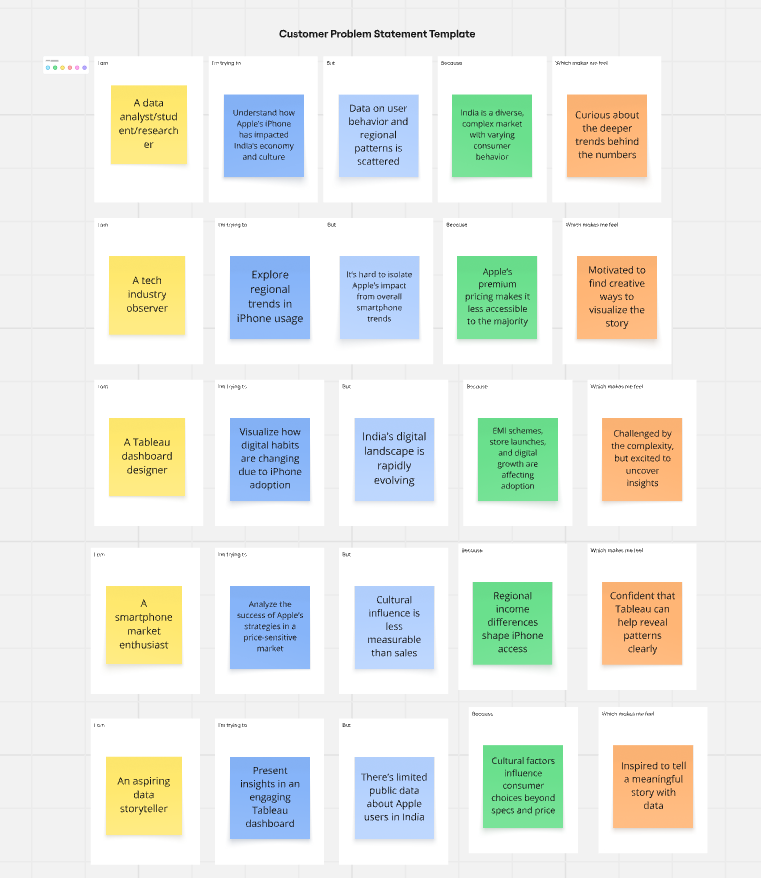 Customer Problem Statement Template
I am
I'm trying to
But
Because
Which makes me feel
A data
analyst/stud
ent/research
er
Understand how
Apple's iPhone
has impacted
India's economy
and culture
Data on user
behavior and
regional
patterns is
scattered
India is a diverse,
complex market
with varying
consumer
behavior
Curious about
the deeper
trends behind
the numbers
I am
I'm trying to
But
Because
Which makes me feel
A tech
industry
observer
Explore
regional
trends in
iPhone usage
It's hard to isolate
Apple's impact
from overall
smartphone
trends
Apple's
premium
pricing makes it
less accessible
to the majority
Motivated to
find creative
ways to
visualize the
story
I am
I'm trying to
But
Because
Which makes me feel
A Tableau
dashboard
designer
Visualize how
digital habits
are changing
due to iPhone
adoption
India's digital
landscape is
rapidly
evolving
EMI schemes,
store launches,
and digital
growth are
affecting
adoption
Challenged by
the complexity,
but excited to
uncover
insights
I am
I'm trying to
But
Because
Which makes me feel
A
smartphone
market
enthusiast
Analyze the
success of Apple's
strategies in a
price-sensitive
market
Cultural
influence is
less
measurable
than sales
Regional
income
differences
shape iPhone
access
Confident that
Tableau can
help reveal
patterns
clearly
I am
I'm trying to
But
Because
Which makes me feel
An aspiring
data
storyteller
Present
insights in an
engaging
Tableau
dashboard
There's limited
public data
about Apple
users in India
Cultural factors
influence
consumer
choices beyond
specs and price
Inspired to tell
a meaningful
story with
data